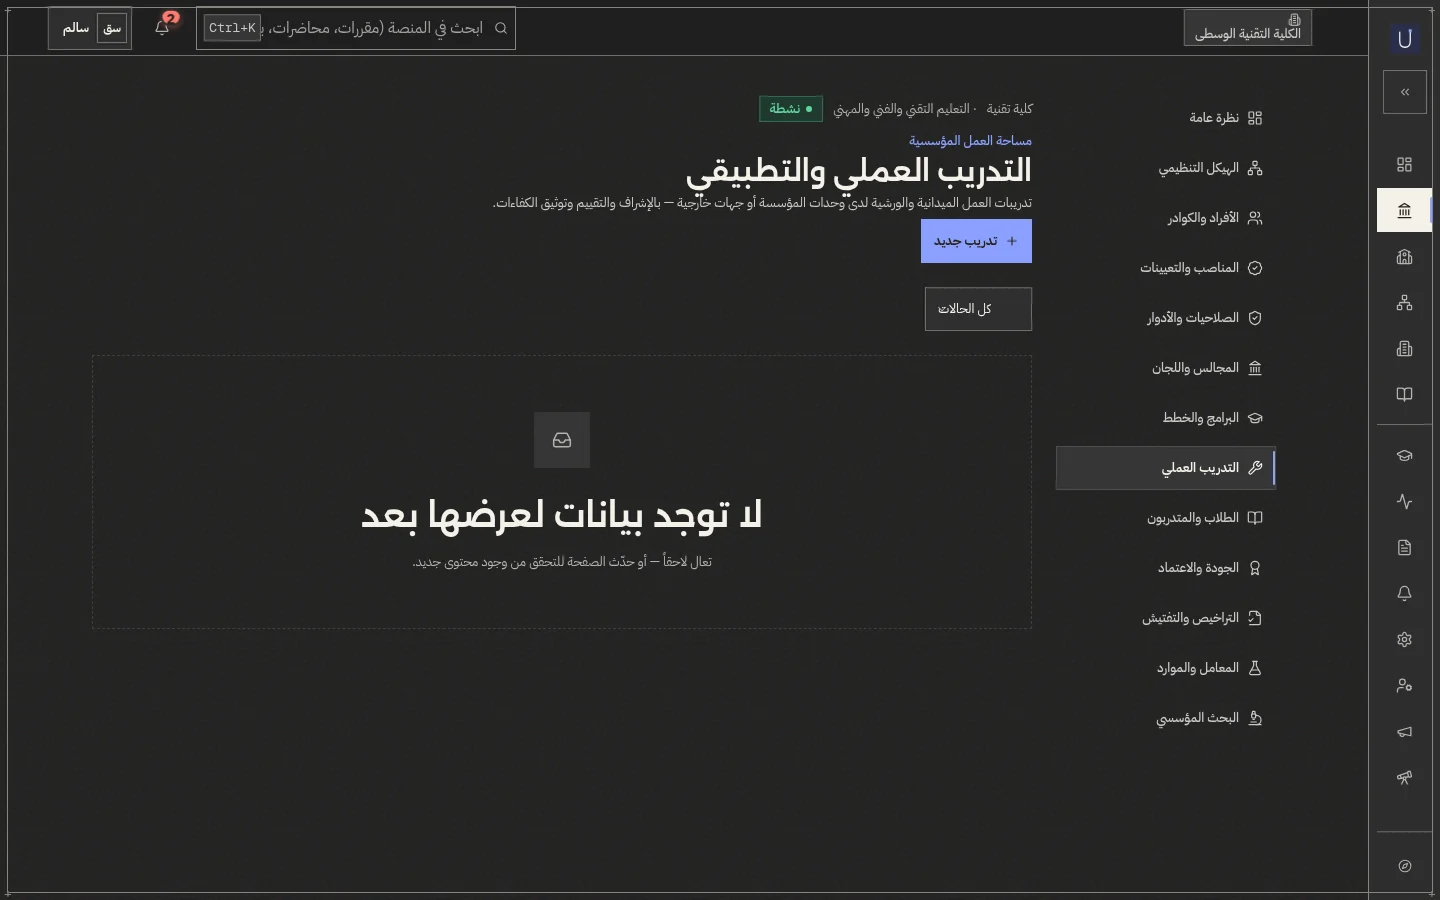 الكلية التقنية الوسطى
ابحث في المنصة (مقررات، محاضرات، ب
Ctrl+K
2
سق
سالم
نظرة عامة
الهيكل التنظيمي
الأفراد والكوادر
المناصب والتعيينات
الصلاحيات والأدوار
المجالس واللجان
البرامج والخطط
التدريب العملي
الطلاب والمتدربون
الجودة والاعتماد
التراخيص والتفتيش
المعامل والموارد
البحث المؤسسي
كلية تقنية · التعليم التقني والفني والمهني
نشطة
مساحة العمل المؤسسية
التدريب العملي والتطبيقي
تدريبات العمل الميدانية والورشية لدى وحدات المؤسسة أو جهات خارجية — بالإشراف والتقييم وتوثيق الكفاءات.
+ تدريب جديد
كل الحالات
لا توجد بيانات لعرضها بعد
تعال لاحقاً — أو حدّث الصفحة للتحقق من وجود محتوى جديد.